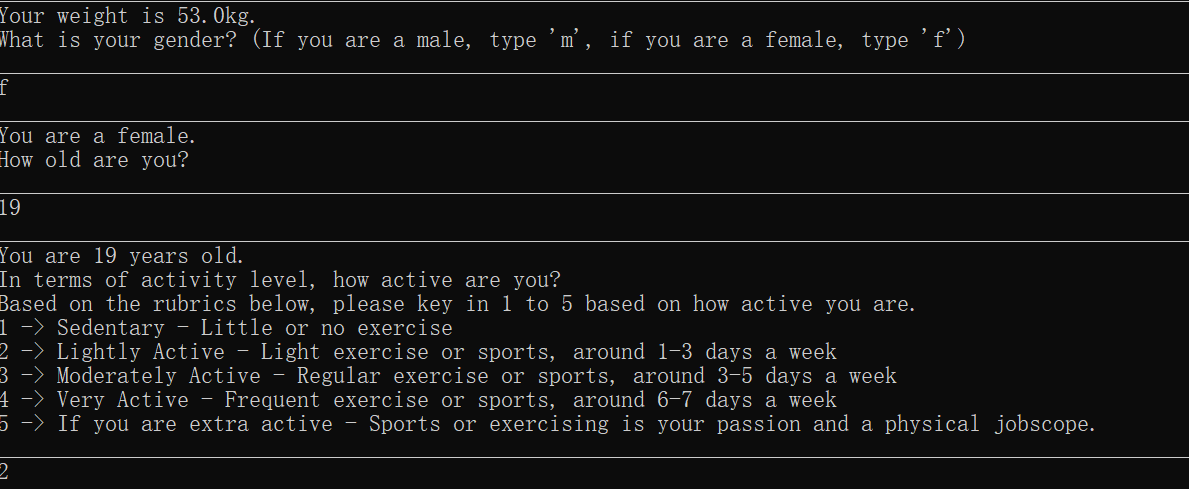 Your weight is 53.0kg.
What is your gender? (If you are a male, type 'm', if you are a female, type 'f')
f
You are a female.
How old are you?
19
You are 19 years old.
In terms of activity level, how active are you?
Based on the rubrics below, please key in 1 to 5 based on how active you are.
1 -> Sedentary - Little or no exercise
2 -> Lightly Active - Light exercise or sports, around 1-3 days a week
3 -> Moderately Active - Regular exercise or sports, around 3-5 days a week
4 -> Very Active - Frequent exercise or sports, around 6-7 days a week
5 -> If you are extra active - Sports or exercising is your passion and a physical jobscope.
2